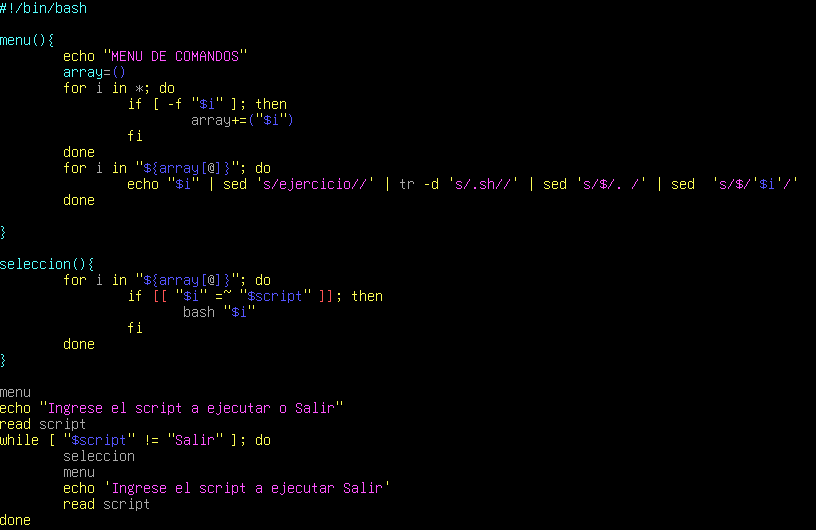 #!/bin/bash

menu(){
        echo "MENU DE COMANDOS"
        array=()
        for i in *; do
                if [ -f "$i" ]; then
                        array+=("$i")
                fi
        done
        for i in "${array[@]}"; do
                echo "$i" | sed 's/ejercicio//' | tr -d 's/.sh//' | sed 's/$/. /' | sed  's/$/'$i'/'
        done

}

seleccion(){
        for i in "${array[@]}"; do
                if [[ "$i" =~ "$script" ]]; then
                       bash "$i"
                fi
        done
}

menu
echo "Ingrese el script a ejecutar o Salir"
read script
while [ "$script" != "Salir" ]; do
        seleccion
        menu
        echo 'Ingrese el script a ejecutar Salir'
        read script
done